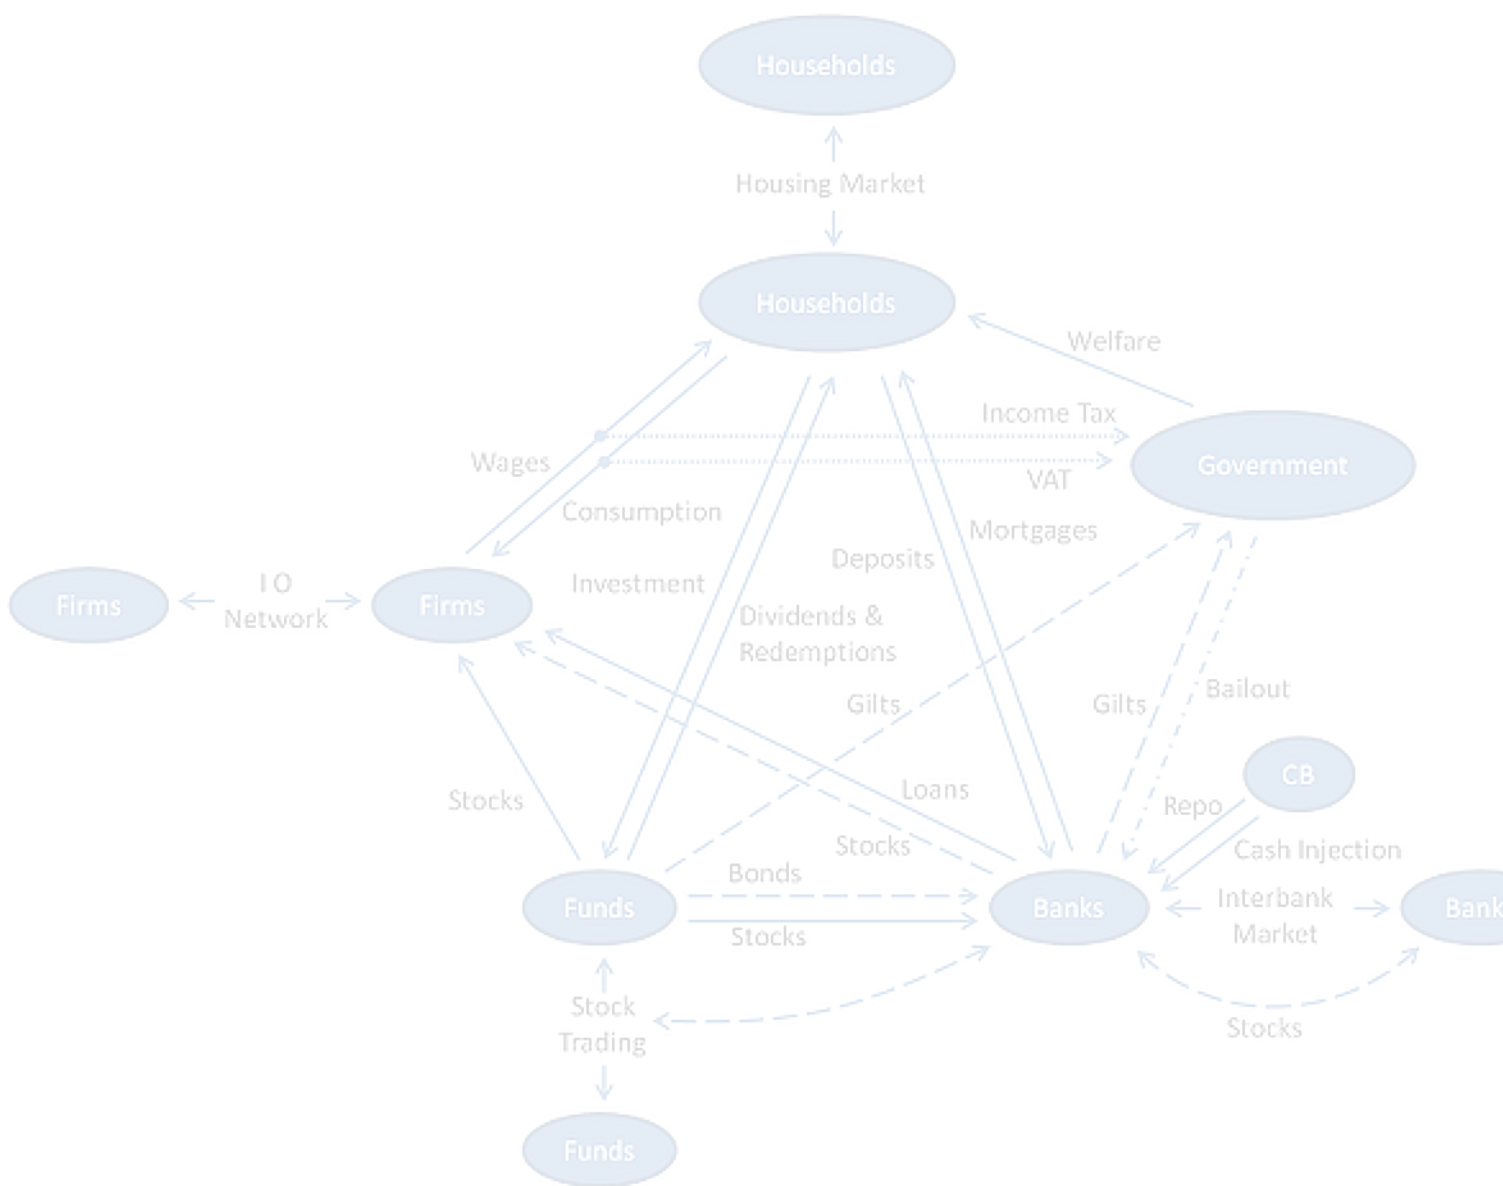 Households
Housing Market
Households
Welfare
Income Tax
Wages
Government
VAT
Consumption
Mortgages
Deposits
Investment
I O
Network
Firms
Firms
Dividends &
Redemptions
Gilts
Gilts
Bailout
CB
Stocks
Loans
Repo
Stocks
Cash Injection
Bonds
Funds
Banks
Interbank
Market
Bank
Stocks
Stock
Trading
Stocks
Funds